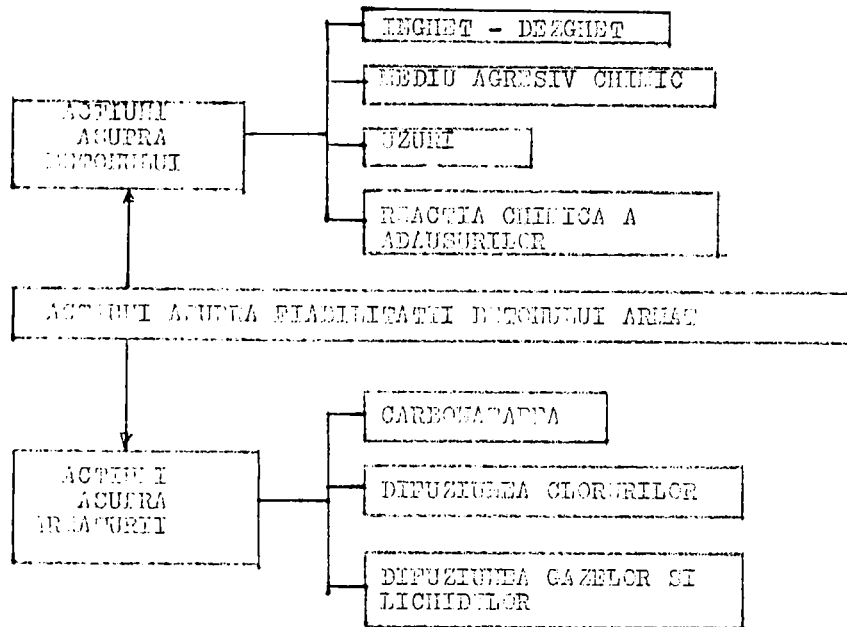 INGHET - DEZGHET
MEDIU AGRESIV CHIMIC
ACTIUNI
ASUPRA
BETONULUI
UZURI
REACTIA CHIMICA A
ADAUSURILOR
ACTIUNI ASUPRA FIABILITATII BETONULUI ARMAT
CARBONATAREA
ACTIUNI
ASUPRA
ARMATURII
DIFUZIUNEA CLORURILOR
DIFUZIUNEA GAZELOR SI
LICHIDELOR